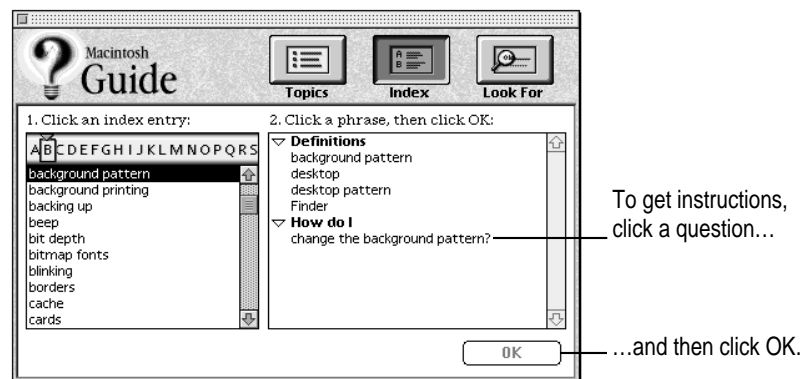 Macintosh
Guide
Topics
Index
Look For
1. Click an index entry:
A B C D E F G H I J K L M N O P Q R S
background pattern
background printing
backing up
beep
bit depth
bitmap fonts
blinking
borders
cache
cards
2. Click a phrase, then click OK:
Definitions
background pattern
desktop
desktop pattern
Finder
How do I
change the background pattern?
OK
To get instructions,
click a question…
…and then click OK.